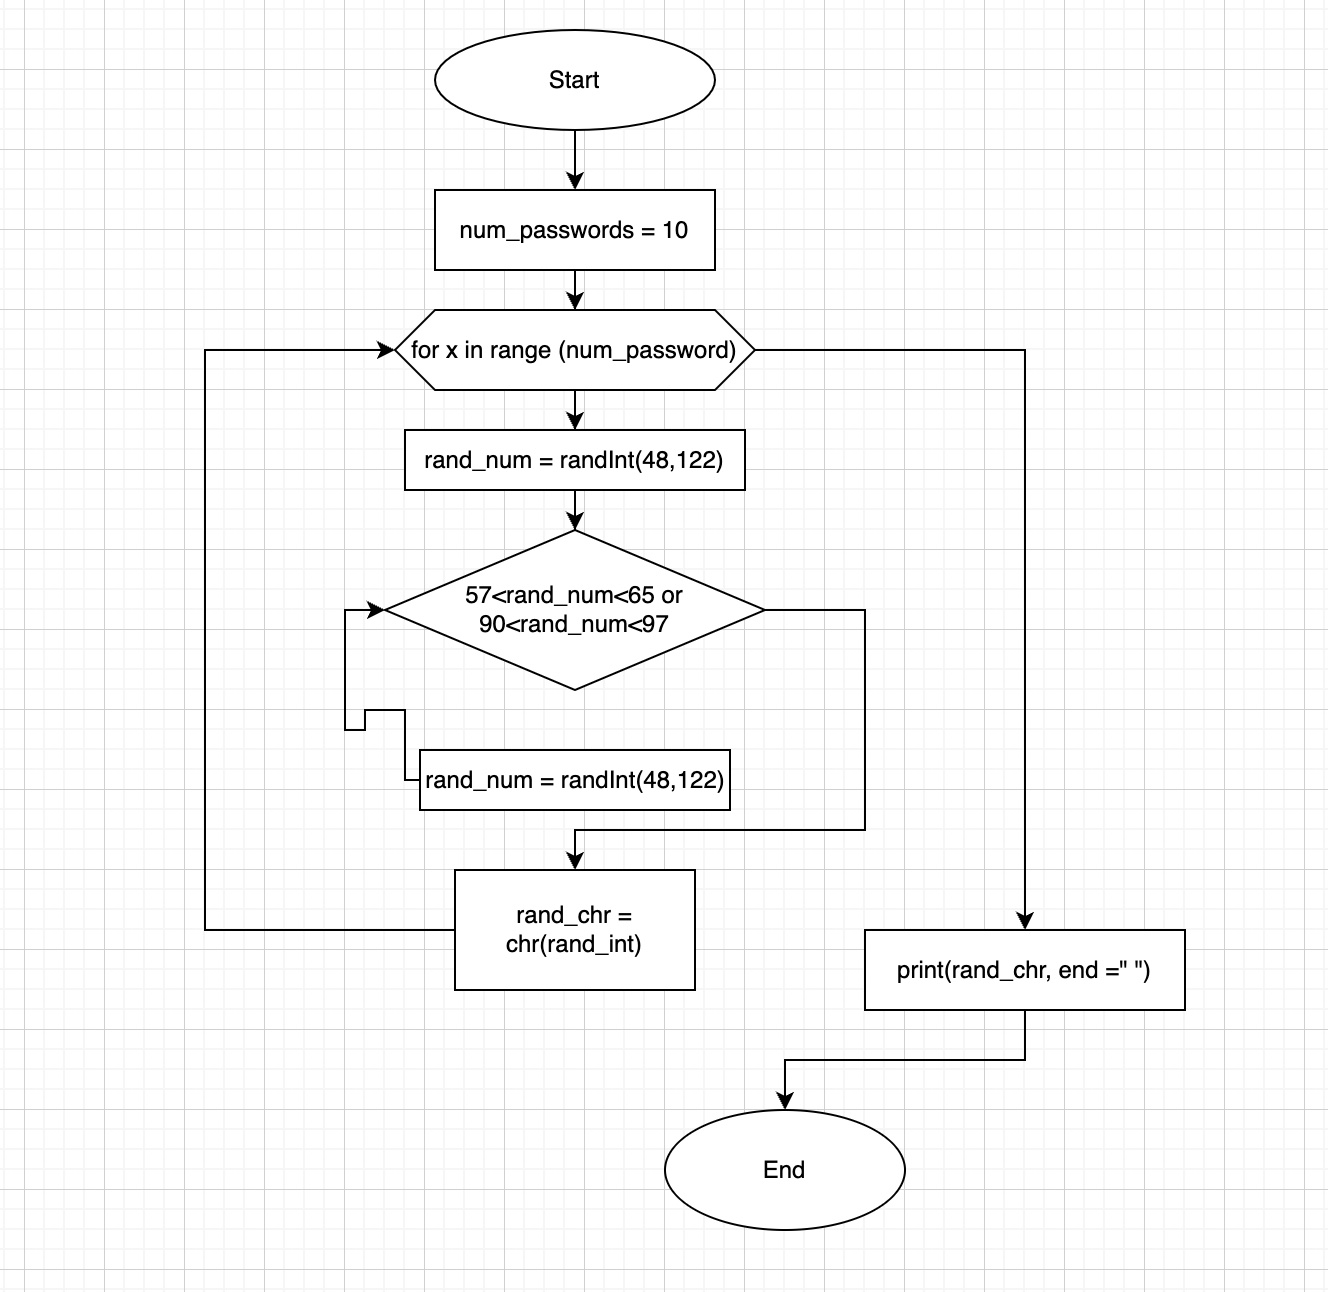 Start
num_passwords = 10
for x in range (num_password)
rand_num = randInt(48,122)
57<rand_num<65 or
90<rand_num<97
rand_num = randInt(48,122)
rand_chr =
chr(rand_int)
print(rand_chr, end =" ")
End